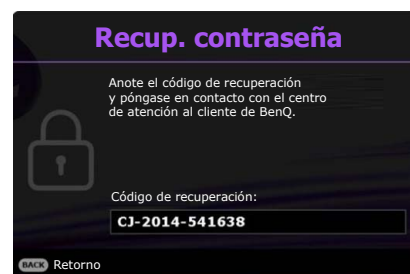 Recup. contraseña
Anote el código de recuperación
y póngase en contacto con el centro
de atención al cliente de BenQ.
Código de recuperación:
CJ-2014-541638
BACK Retorno